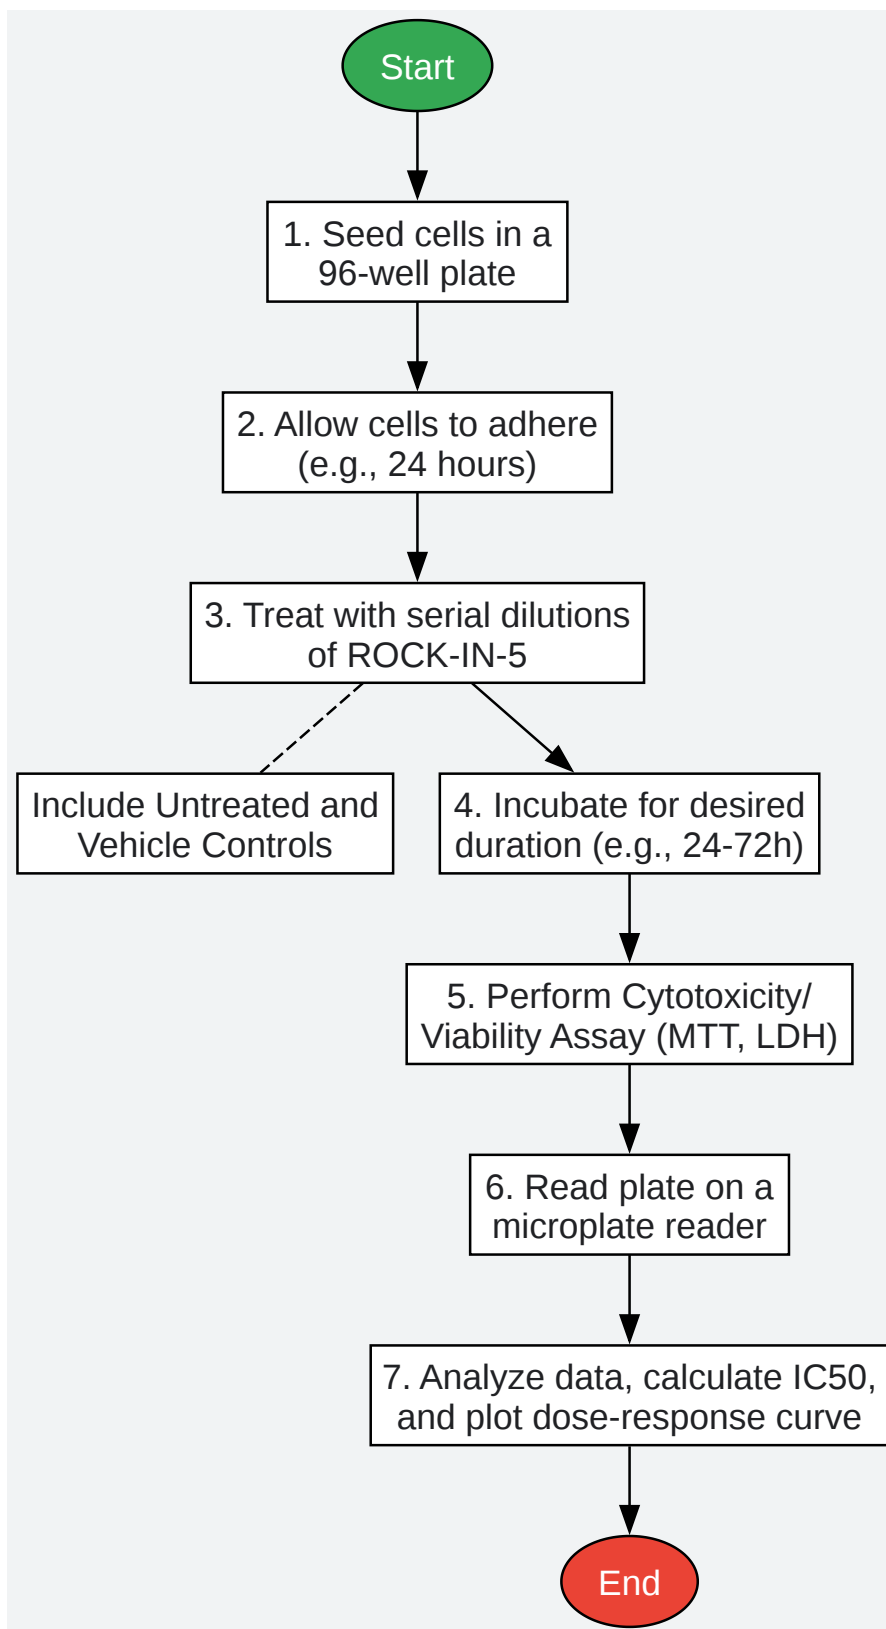 Start
1. Seed cells in a
96-well plate
2. Allow cells to adhere
(e.g., 24 hours)
3. Treat with serial dilutions
of ROCK-IN-5
Include Untreated and
Vehicle Controls
4. Incubate for desired
duration (e.g., 24-72h)
5. Perform Cytotoxicity/
Viability Assay (MTT, LDH)
6. Read plate on a
microplate reader
7. Analyze data, calculate IC50,
and plot dose-response curve
End